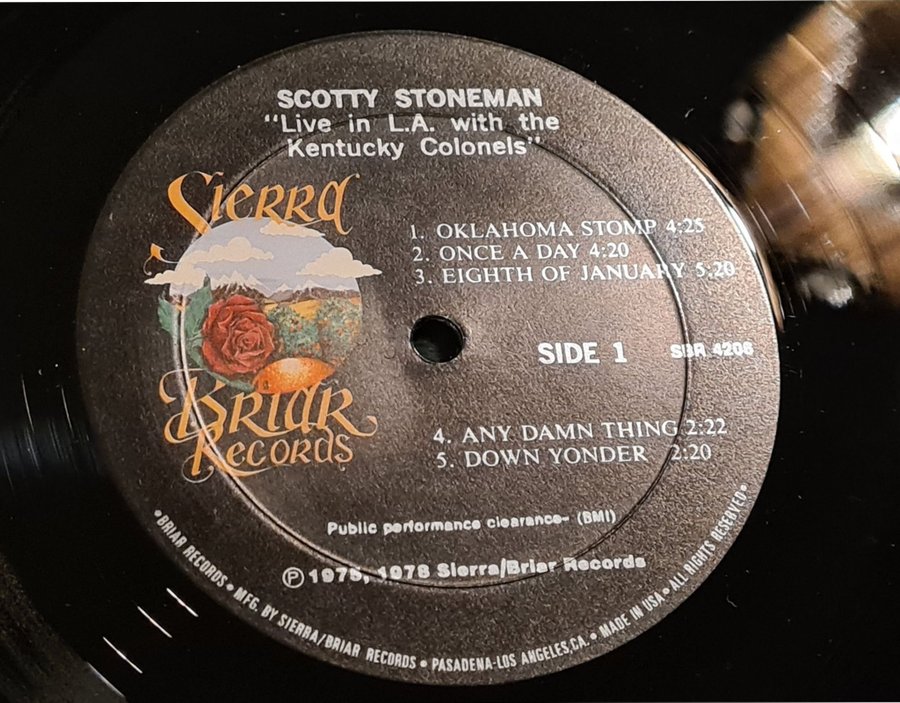 SCOTTY STONEMAN
"Live in L.A. with the
Kentucky Colonels"
Sierra
Briar
Records
1. OKLAHOMA STOMP 4:25
2. ONCE A DAY 4:20
3. EIGHTH OF JANUARY 5:20
SIDE 1 SBR 4206
4. ANY DAMN THING 2:22
5. DOWN YONDER 2:20
Public performance clearance- (BMI)
Ⓟ 1975, 1978 Sierra/Briar Records
•BRIAR RECORDS• MFG. BY SIERRA/BRIAR RECORDS • PASADENA-LOS ANGELES, CA. • MADE IN USA • ALL RIGHTS RESERVED•